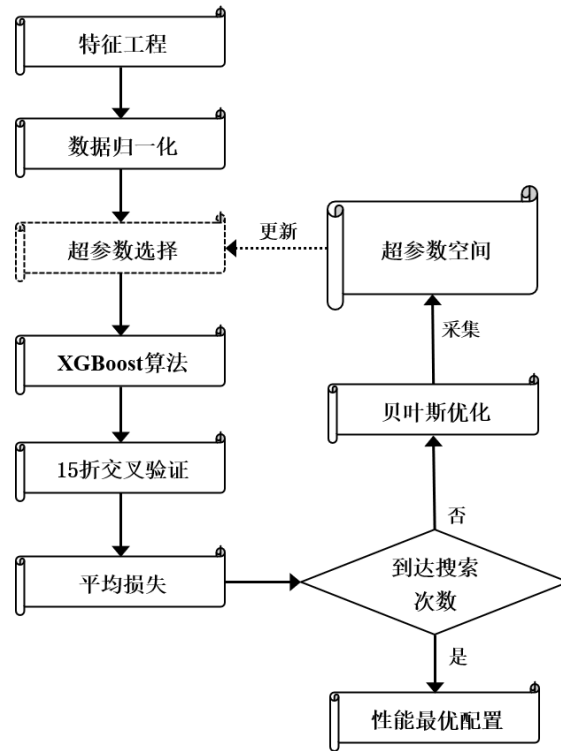 特征工程
数据归一化
超参数选择
更新
超参数空间
采集
XGBoost算法
贝叶斯优化
15折交叉验证
否
平均损失
到达搜索
次数
是
性能最优配置